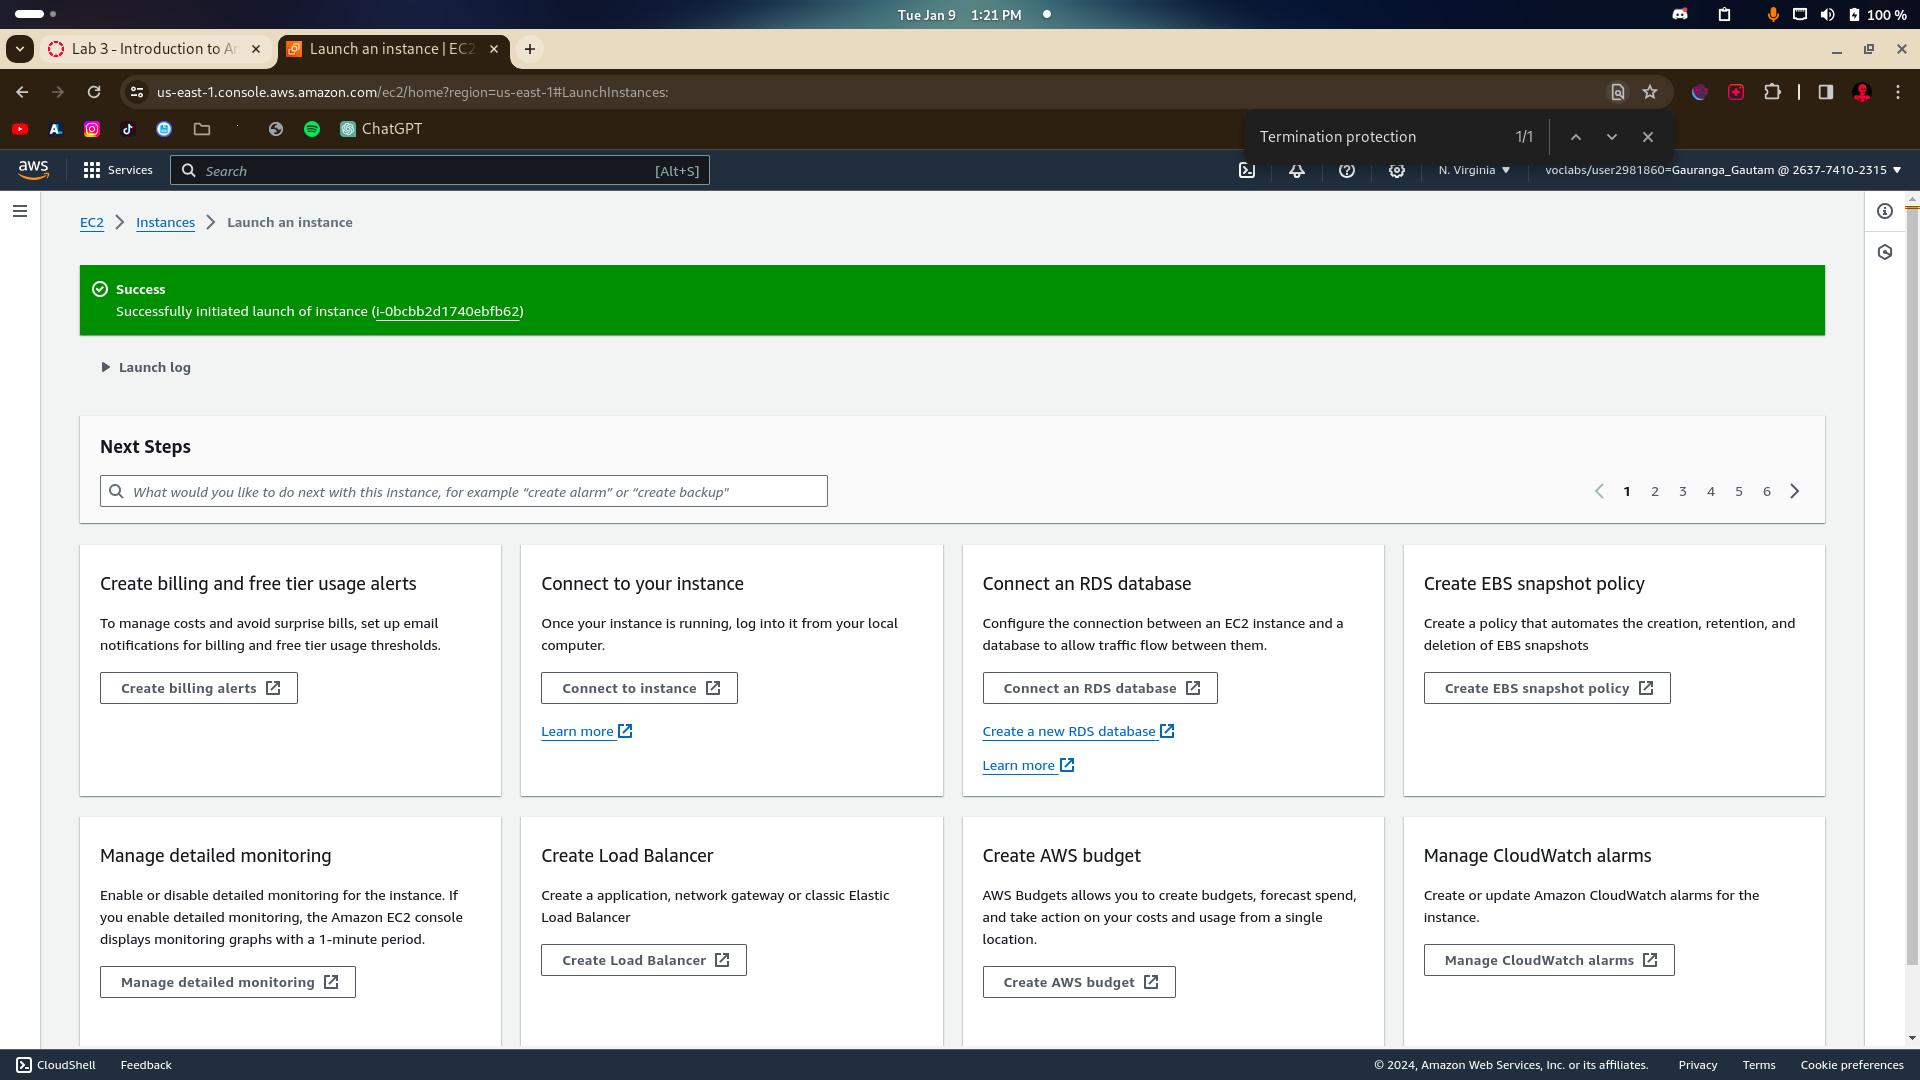 Tue Jan 9 1:21 PM
100 %
Lab 3 - Introduction to Am
Launch an instance | EC2
us-east-1.console.aws.amazon.com/ec2/home?region=us-east-1#LaunchInstances:
ChatGPT
Termination protection 1/1
aws
Services
Search [Alt+S]
N. Virginia
voclabs/user2981860=Gauranga_Gautam @ 2637-7410-2315
EC2 Instances Launch an instance
Success
Successfully initiated launch of instance (i-0bcbb2d1740ebfb62)
Launch log
Next Steps
What would you like to do next with this instance, for example “create alarm” or “create backup"
1 2 3 4 5 6
Create billing and free tier usage alerts
To manage costs and avoid surprise bills, set up email
notifications for billing and free tier usage thresholds.
Create billing alerts
Connect to your instance
Once your instance is running, log into it from your local
computer.
Connect to instance
Learn more
Connect an RDS database
Configure the connection between an EC2 instance and a
database to allow traffic flow between them.
Connect an RDS database
Create a new RDS database
Learn more
Create EBS snapshot policy
Create a policy that automates the creation, retention, and
deletion of EBS snapshots
Create EBS snapshot policy
Manage detailed monitoring
Enable or disable detailed monitoring for the instance. If
you enable detailed monitoring, the Amazon EC2 console
displays monitoring graphs with a 1-minute period.
Manage detailed monitoring
Create Load Balancer
Create a application, network gateway or classic Elastic
Load Balancer
Create Load Balancer
Create AWS budget
AWS Budgets allows you to create budgets, forecast spend,
and take action on your costs and usage from a single
location.
Create AWS budget
Manage CloudWatch alarms
Create or update Amazon CloudWatch alarms for the
instance.
Manage CloudWatch alarms
CloudShell
Feedback
© 2024, Amazon Web Services, Inc. or its affiliates.
Privacy
Terms
Cookie preferences